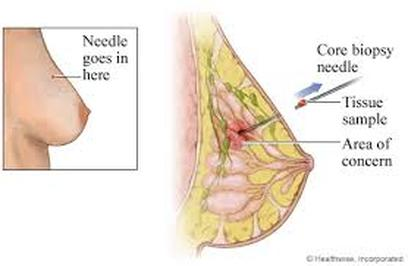 Needle
goes in
here
Core biopsy
needle
Tissue
sample
Area of
concern
© Healthwise, Incorporated